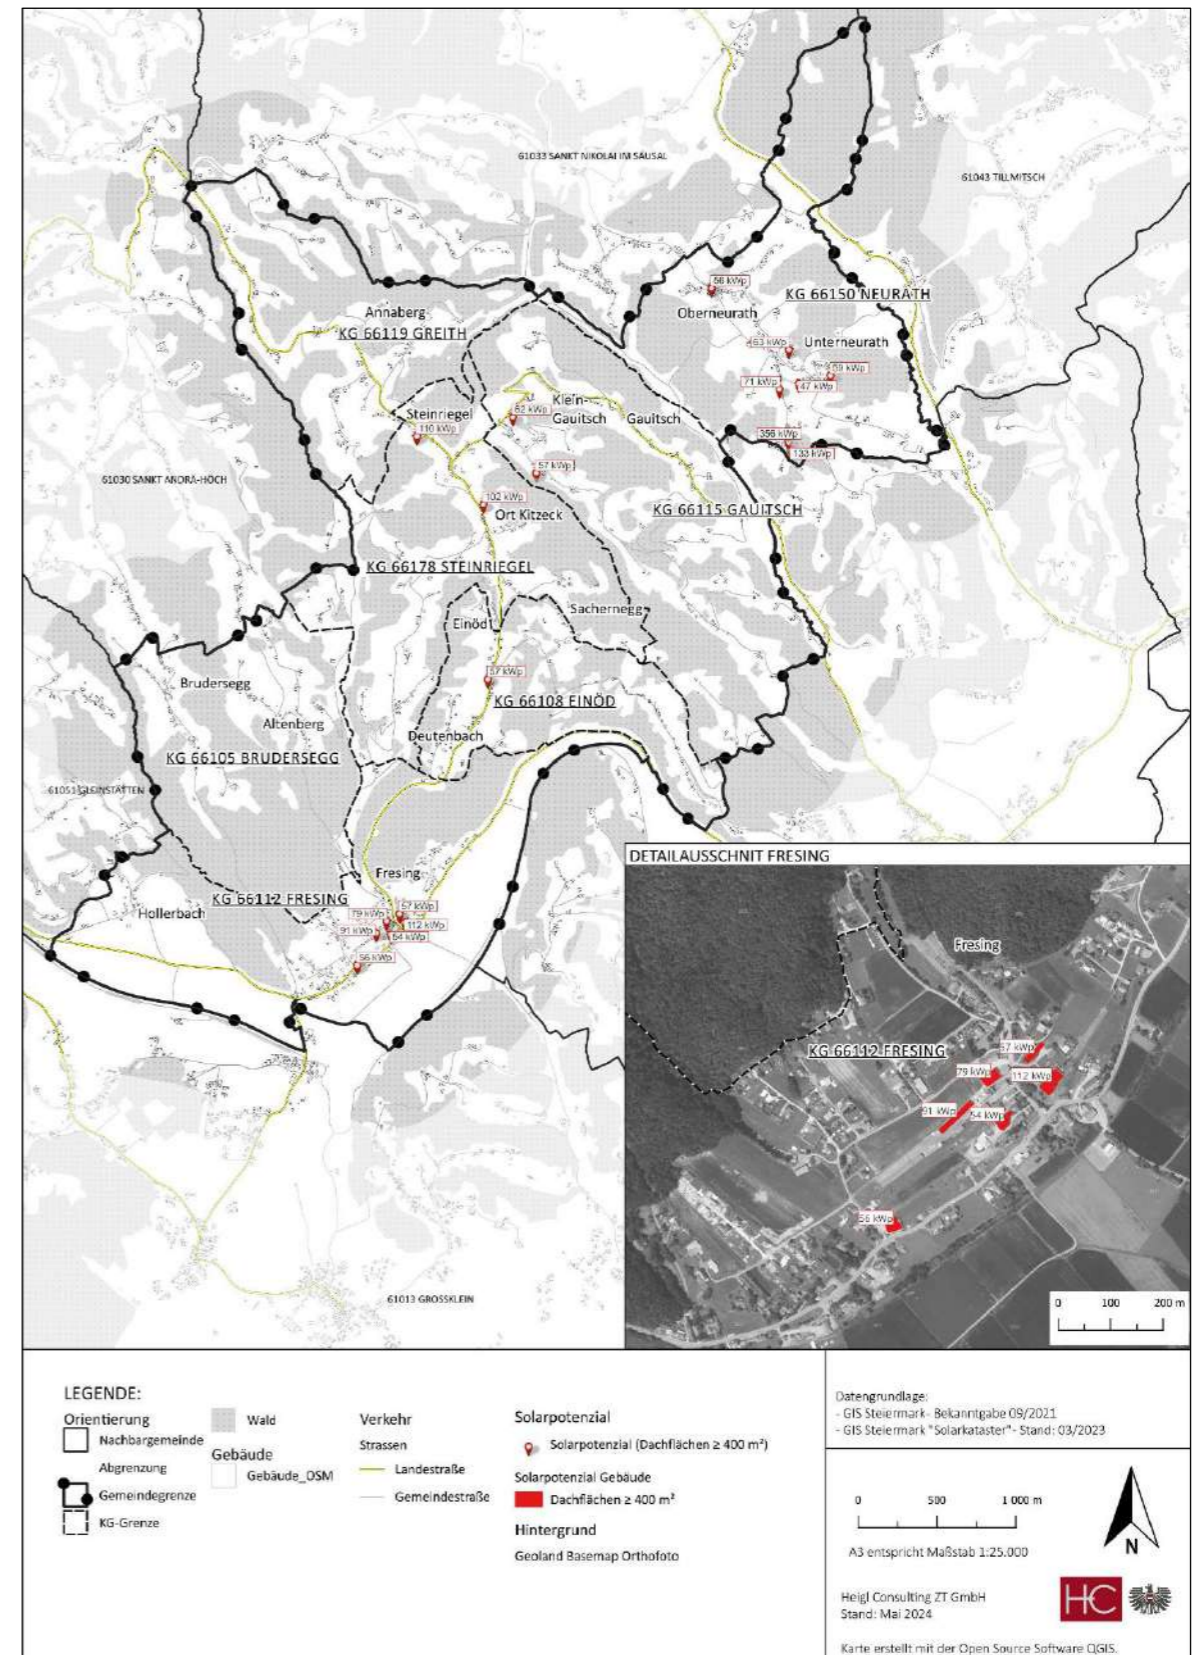 61033 SANKT NIKOLAI IM SAUSAL
61043 TILLMITSCH
56 kWp
KG 66150 NEURATH
Oberneurath
Annaberg
KG 66119 GREITH
63 kWp
Unterneurath
71 kWp
47 kWp
Klein-
Gauitsch
Gauitsch
Steinriegel
110 kWp
356 kWp
133 kWp
57 kWp
61030 SANKT ANDRÄ-HÖCH
102 kWp
Ort Kitzeck
KG 66115 GAUITSCH
KG 66178 STEINRIEGEL
Sachernegg
Einöd
57 kWp
Brudersegg
KG 66108 EINÖD
Altenberg
Deutenbach
KG 66105 BRUDERSEGG
61051 GLEINSTÄTTEN
DETAILAUSSCHNIT FRESING
Fresing
KG 66112 FRESING
Hollerbach
57 kWp
79 kWp
112 kWp
91 kWp
54 kWp
56 kWp
Fresing
KG 66112 FRESING
57 kWp
79 kWp
112 kWp
91 kWp
54 kWp
56 kWp
61013 GROSSKLEIN
0 100 200 m
LEGENDE:
Orientierung
Nachbargemeinde
Abgrenzung
Gemeindegrenze
KG-Grenze
Wald
Gebäude
Gebäude_OSM
Verkehr
Strassen
Landestraße
Gemeindestraße
Solarpotenzial
Solarpotenzial (Dachflächen ≥ 400 m²)
Solarpotenzial Gebäude
Dachflächen ≥ 400 m²
Hintergrund
Geoland Basemap Orthofoto
Datengrundlage:
- GIS Steiermark- Bekanntgabe 09/2021
- GIS Steiermark "Solarkataster"- Stand: 03/2023
0 500 1 000 m
A3 entspricht Maßstab 1:25.000
N
Heigl Consulting ZT GmbH
Stand: Mai 2024
HC
Karte erstellt mit der Open Source Software QGIS.